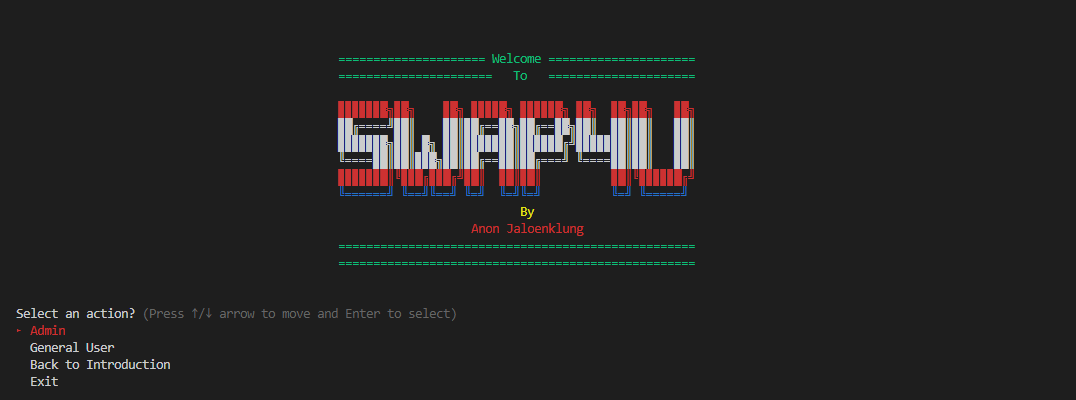 Welcome
To
SWAP4U
By
Anon Jaloenklung
Select an action? (Press ↑/↓ arrow to move and Enter to select)
Admin
General User
Back to Introduction
Exit